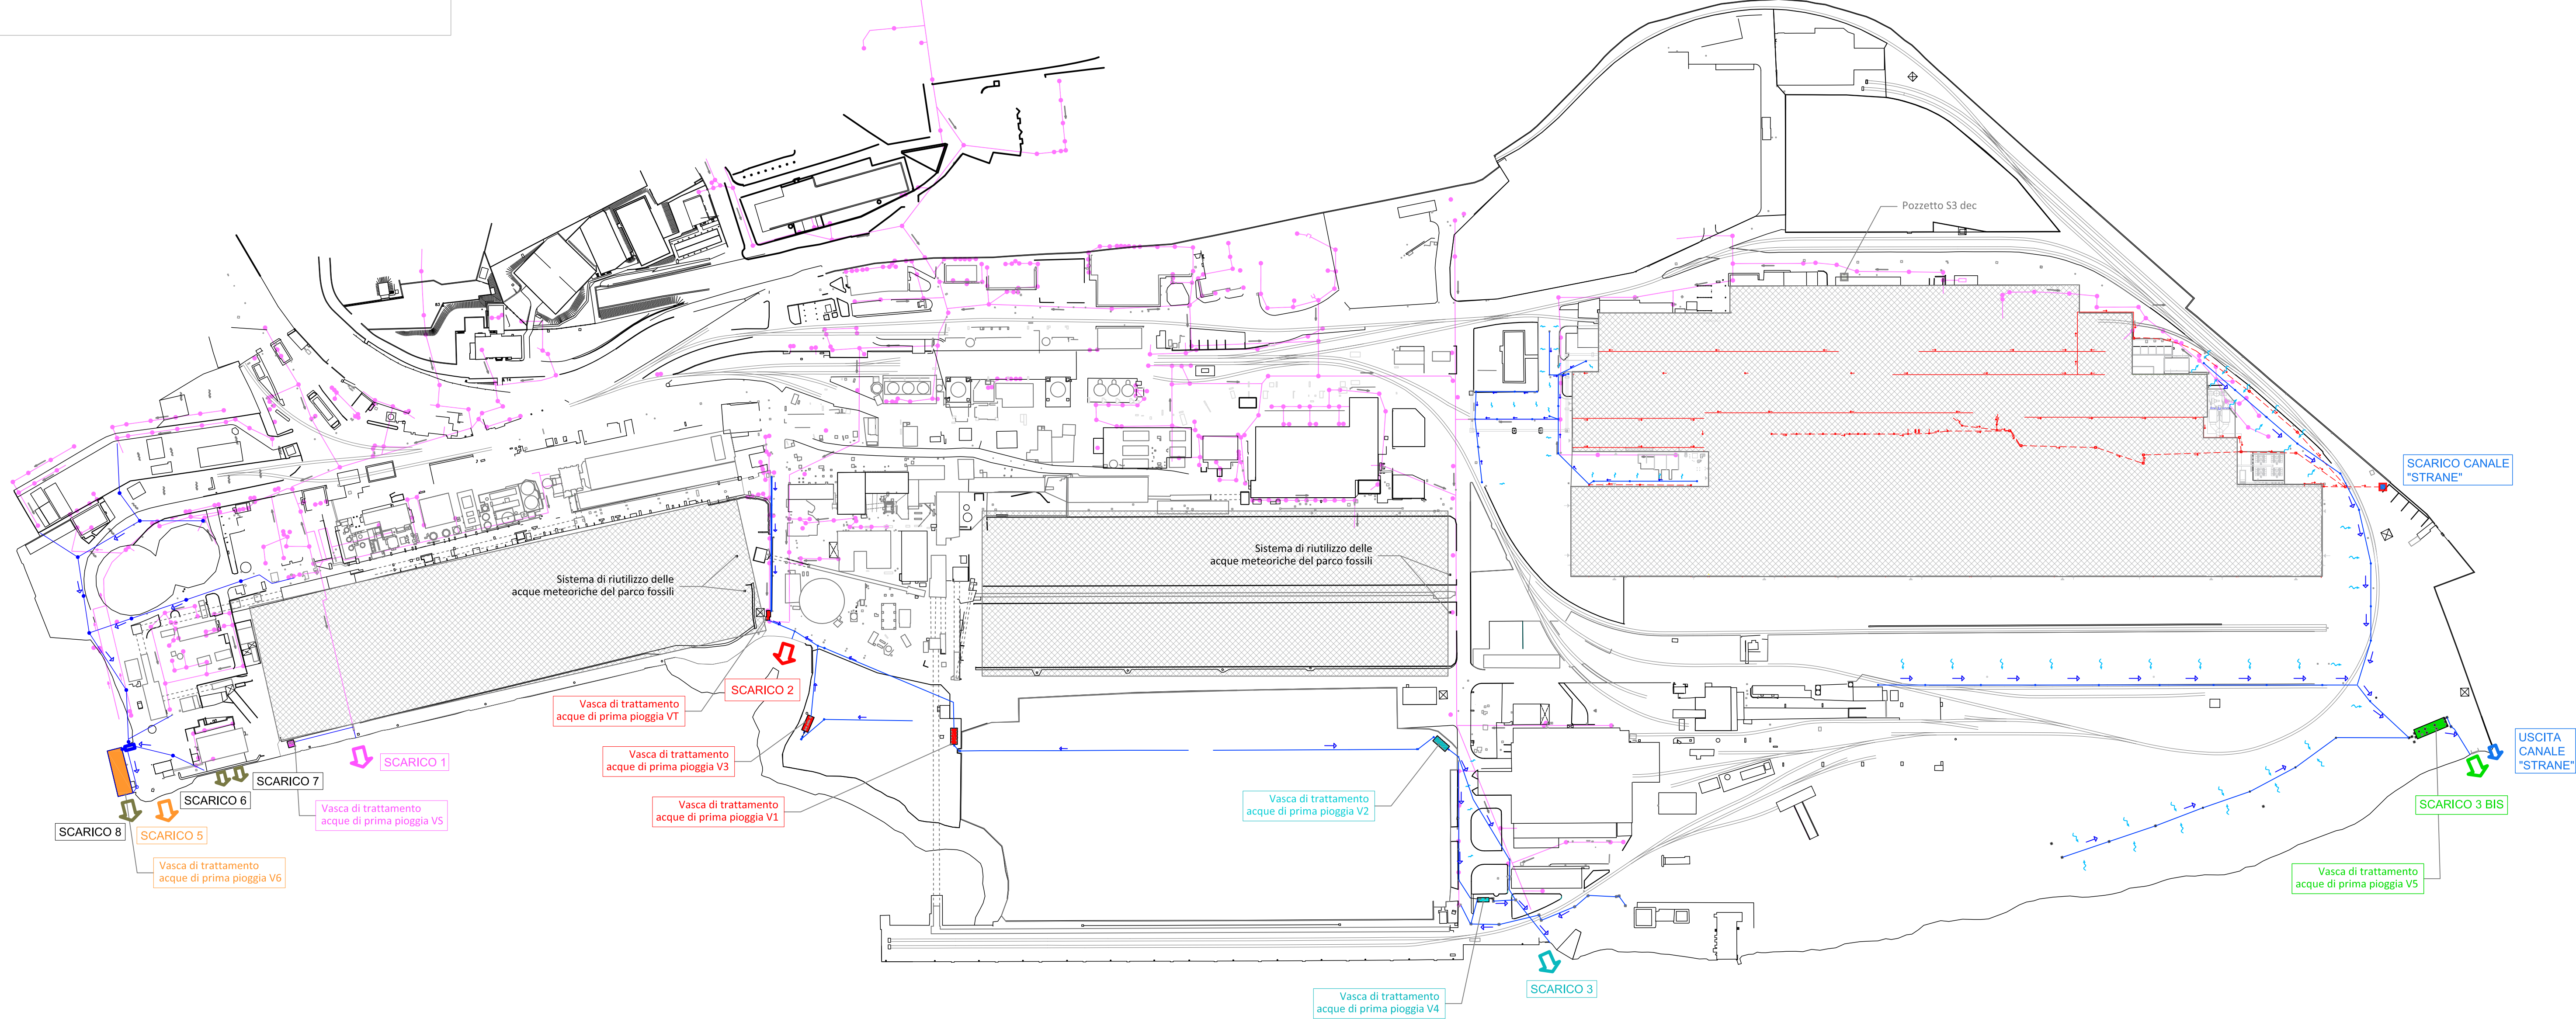 Pozzetto S3 dec
SCARICO CANALE
"STRANE"
Sistema di riutilizzo delle
acque meteoriche del parco fossili
Sistema di riutilizzo delle
acque meteoriche del parco fossili
SCARICO 2
Vasca di trattamento
acque di prima pioggia VT
Vasca di trattamento
acque di prima pioggia V3
Vasca di trattamento
acque di prima pioggia V1
SCARICO 1
SCARICO 7
SCARICO 6
Vasca di trattamento
acque di prima pioggia VS
SCARICO 8
SCARICO 5
Vasca di trattamento
acque di prima pioggia V6
Vasca di trattamento
acque di prima pioggia V2
USCITA
CANALE
"STRANE"
SCARICO 3 BIS
Vasca di trattamento
acque di prima pioggia V5
SCARICO 3
Vasca di trattamento
acque di prima pioggia V4